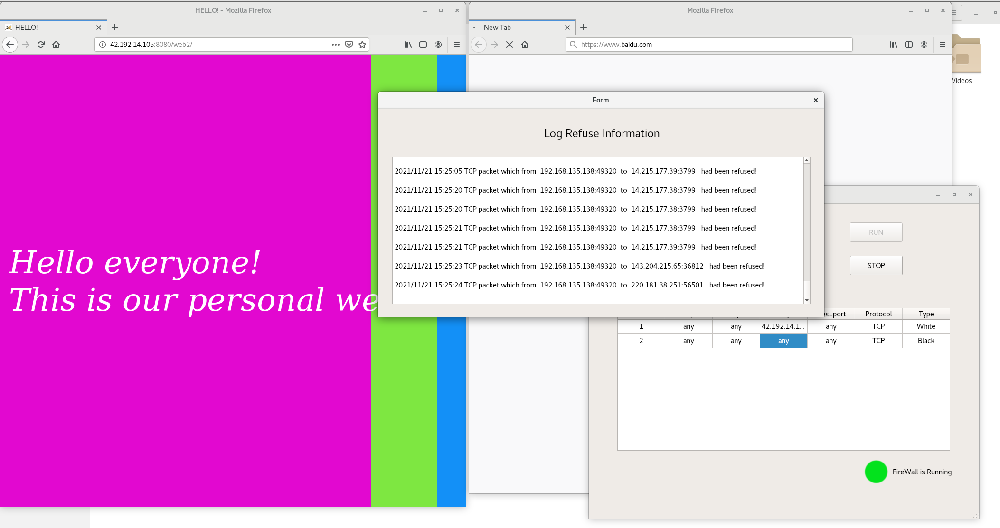 HELLO! - Mozilla Firefox
HELLO!
42.192.14.105:8080/web2/
Hello everyone!
This is our personal we
Mozilla Firefox
New Tab
https://www.baidu.com
Videos
Form
Log Refuse Information
2021/11/21 15:25:05 TCP packet which from 192.168.135.138:49320 to 14.215.177.39:3799 had been refused!
2021/11/21 15:25:20 TCP packet which from 192.168.135.138:49320 to 14.215.177.38:3799 had been refused!
2021/11/21 15:25:20 TCP packet which from 192.168.135.138:49320 to 14.215.177.38:3799 had been refused!
2021/11/21 15:25:21 TCP packet which from 192.168.135.138:49320 to 14.215.177.38:3799 had been refused!
2021/11/21 15:25:21 TCP packet which from 192.168.135.138:49320 to 14.215.177.39:3799 had been refused!
2021/11/21 15:25:23 TCP packet which from 192.168.135.138:49320 to 143.204.215.65:36812 had been refused!
2021/11/21 15:25:24 TCP packet which from 192.168.135.138:49320 to 220.181.38.251:56501 had been refused!
RUN
STOP
es_port Protocol Type
1 any any 42.192.14.1... any TCP White
2 any any any any TCP Black
FireWall is Running